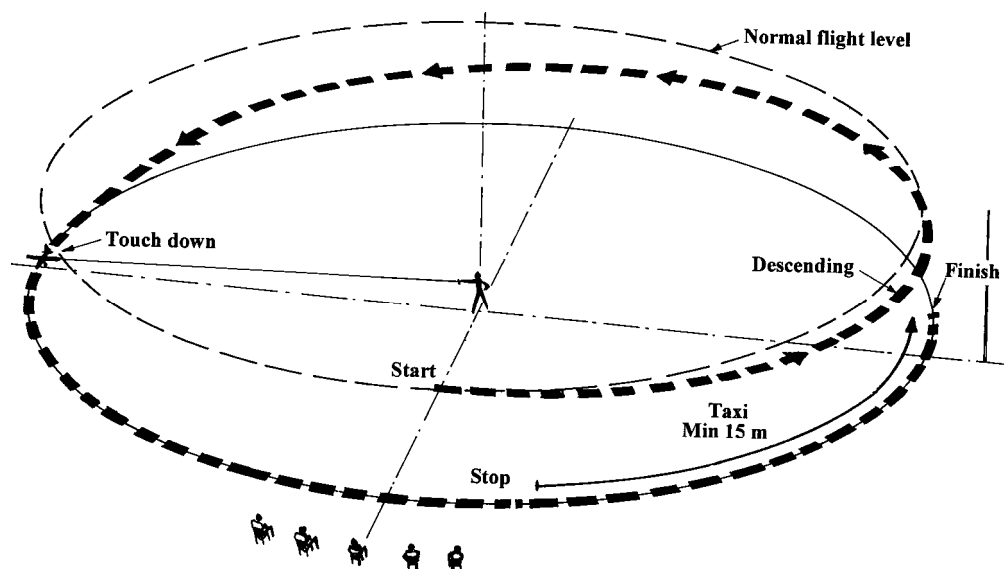 Normal flight level
Touch down
Descending
Finish
Start
Taxi
Min 15 m
Stop